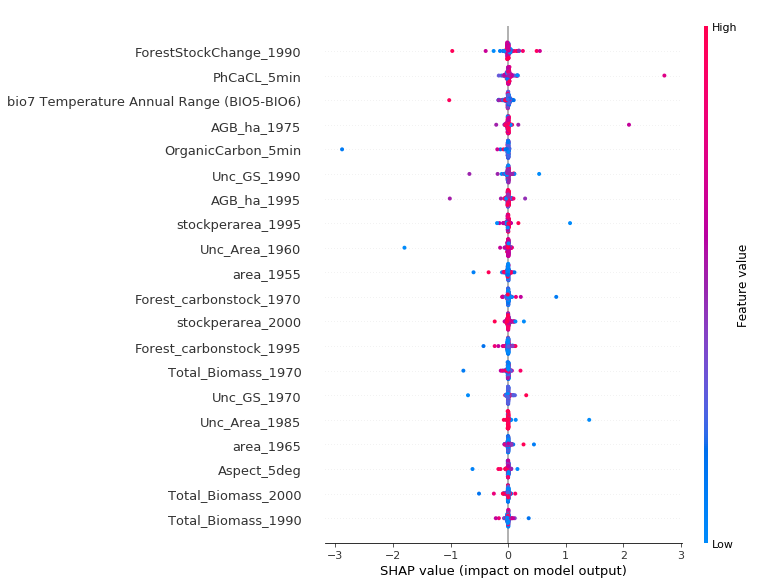 High
ForestStockChange_1990
PhCaCL_5min
bio7 Temperature Annual Range (BIO5-BIO6)
AGB_ha_1975
OrganicCarbon_5min
Unc_GS_1990
AGB_ha_1995
stockperarea_1995
Unc_Area_1960
area_1955
Forest_carbonstock_1970
stockperarea_2000
Forest_carbonstock_1995
Total_Biomass_1970
Unc_GS_1970
Unc_Area_1985
area_1965
Aspect_5deg
Total_Biomass_2000
Total_Biomass_1990
Feature value
Low
−3 −2 −1 0 1 2 3
SHAP value (impact on model output)